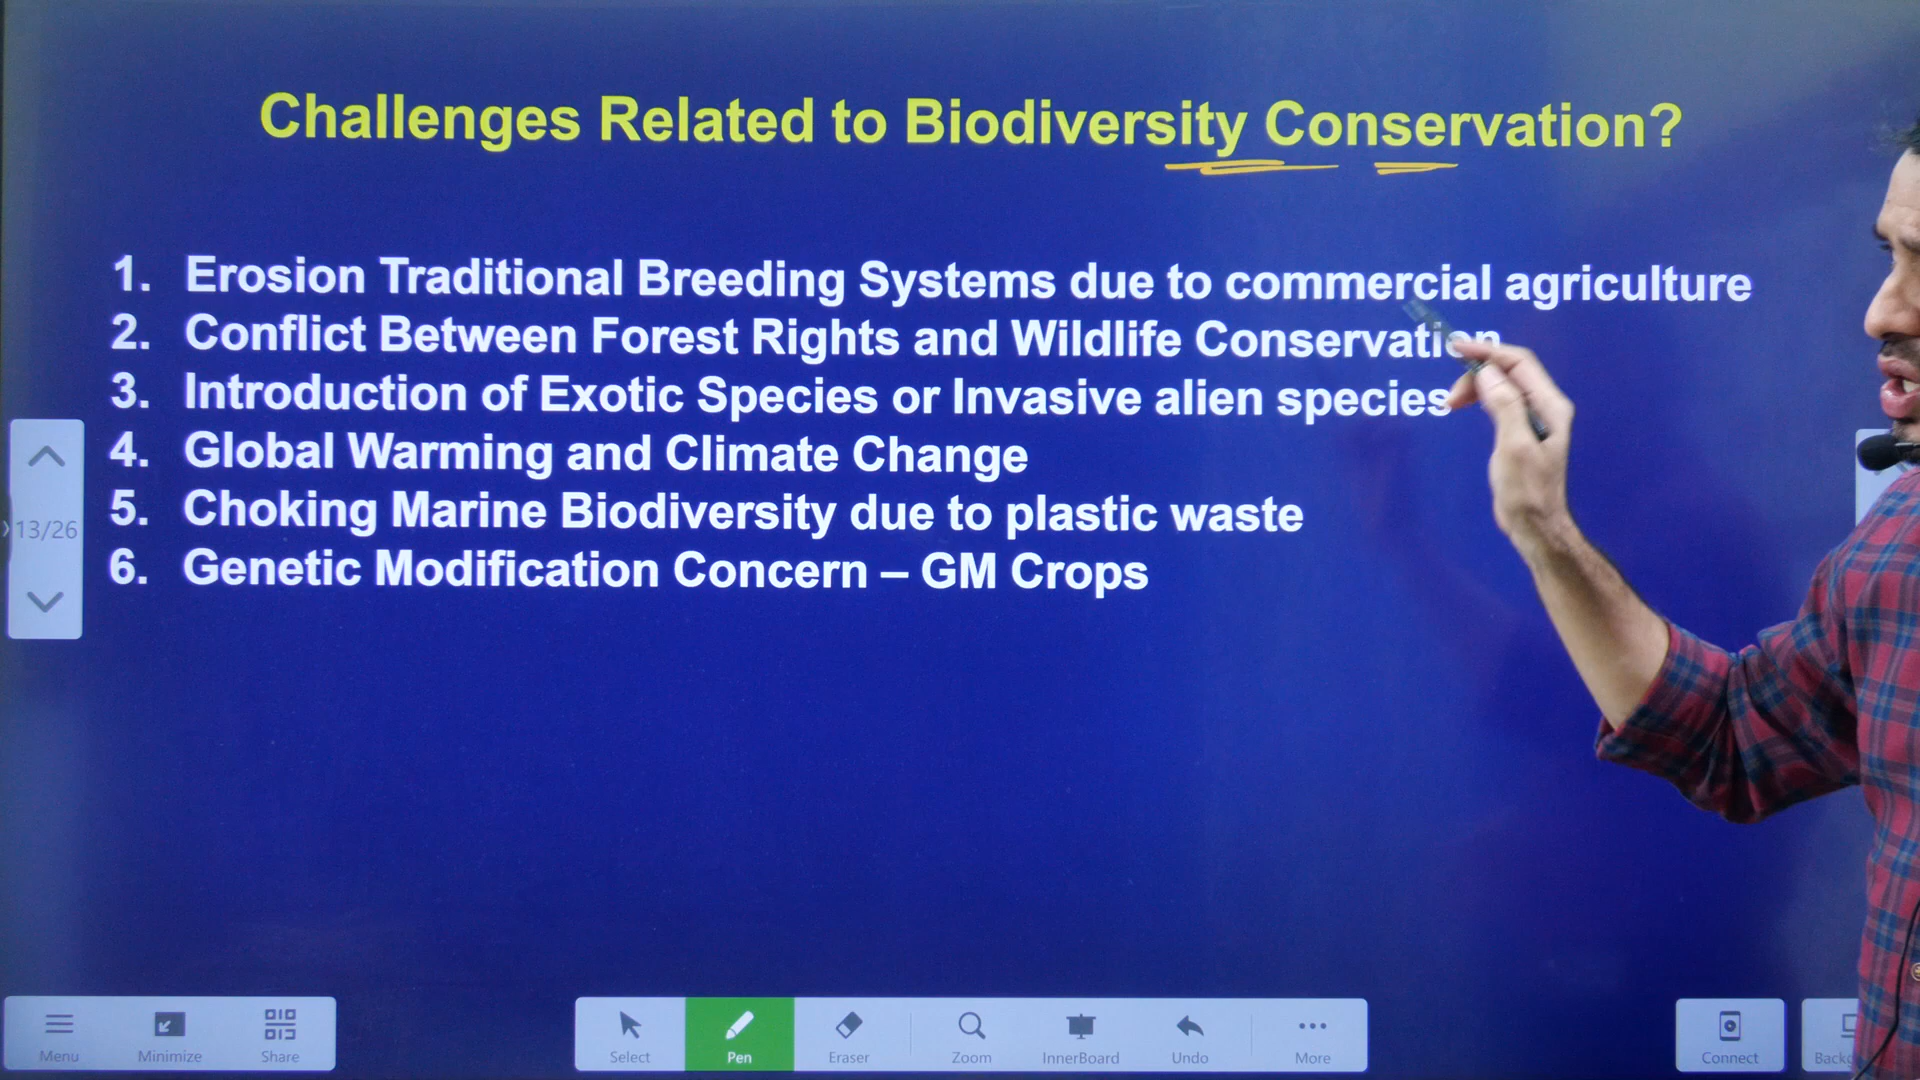 Challenges Related to Biodiversity Conservation?
1. Erosion Traditional Breeding Systems due to commercial agriculture
2. Conflict Between Forest Rights and Wildlife Conservation
3. Introduction of Exotic Species or Invasive alien species
4. Global Warming and Climate Change
5. Choking Marine Biodiversity due to plastic waste
6. Genetic Modification Concern – GM Crops
13/26
Menu Minimize Share Select Pen Eraser Zoom InnerBoard Undo More Connect